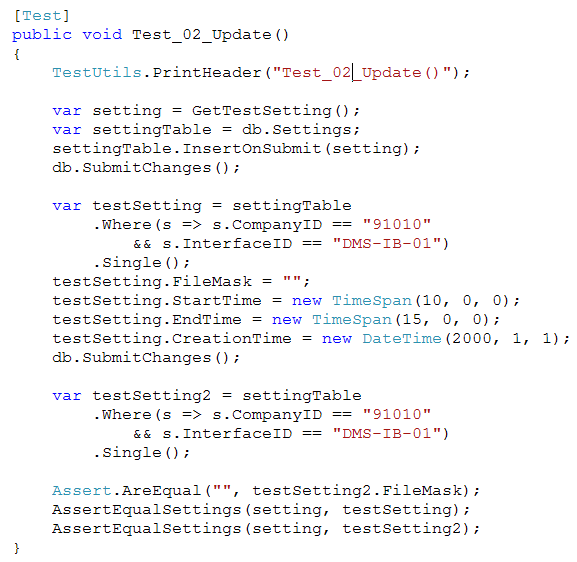 [Test]
public void Test_02_Update()
{
    TestUtils.PrintHeader("Test_02_Update()");

    var setting = GetTestSetting();
    var settingTable = db.Settings;
    settingTable.InsertOnSubmit(setting);
    db.SubmitChanges();

    var testSetting = settingTable
        .Where(s => s.CompanyID == "91010"
            && s.InterfaceID == "DMS-IB-01")
        .Single();
    testSetting.FileMask = "";
    testSetting.StartTime = new TimeSpan(10, 0, 0);
    testSetting.EndTime = new TimeSpan(15, 0, 0);
    testSetting.CreationTime = new DateTime(2000, 1, 1);
    db.SubmitChanges();

    var testSetting2 = settingTable
        .Where(s => s.CompanyID == "91010"
            && s.InterfaceID == "DMS-IB-01")
        .Single();

    Assert.AreEqual("", testSetting2.FileMask);
    AssertEqualSettings(setting, testSetting);
    AssertEqualSettings(setting, testSetting2);
}